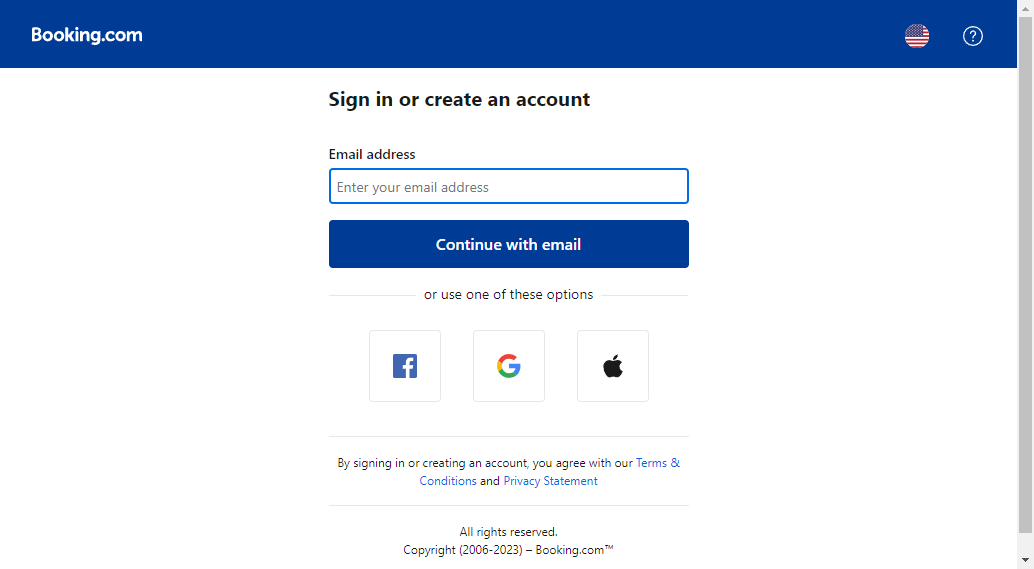 Booking.com
Sign in or create an account
Email address
Enter your email address
Continue with email
or use one of these options
By signing in or creating an account, you agree with our Terms &
Conditions and Privacy Statement
All rights reserved.
Copyright (2006-2023) – Booking.com™